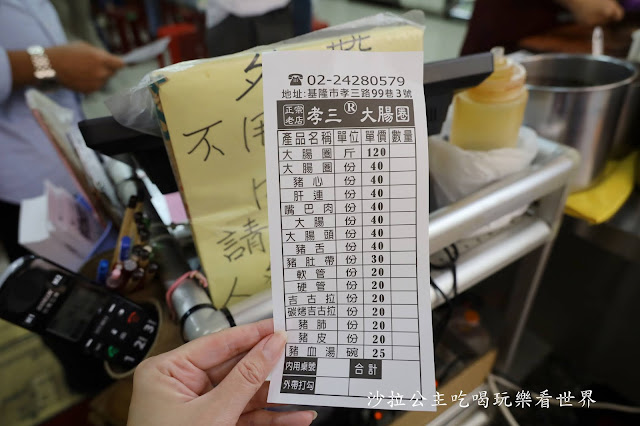 ☎02-24280579
地址:基隆市孝三路99巷3號
正宗老店 孝三®大腸圈
產品名稱 單位 單價 數量
大腸圈 斤 120
大腸圈 份 40
豬心 份 40
肝連 份 40
嘴巴肉 份 40
大腸 份 40
大腸頭 份 40
豬舌 份 40
豬肚帶 份 30
軟管 份 20
硬管 份 20
吉古拉 份 20
碳烤吉古拉 份 20
豬肺 份 20
豬皮 份 20
豬血湯 碗 25
內用桌號 合計
外帶打勾
不用
請
沙拉公主吃喝玩樂看世界